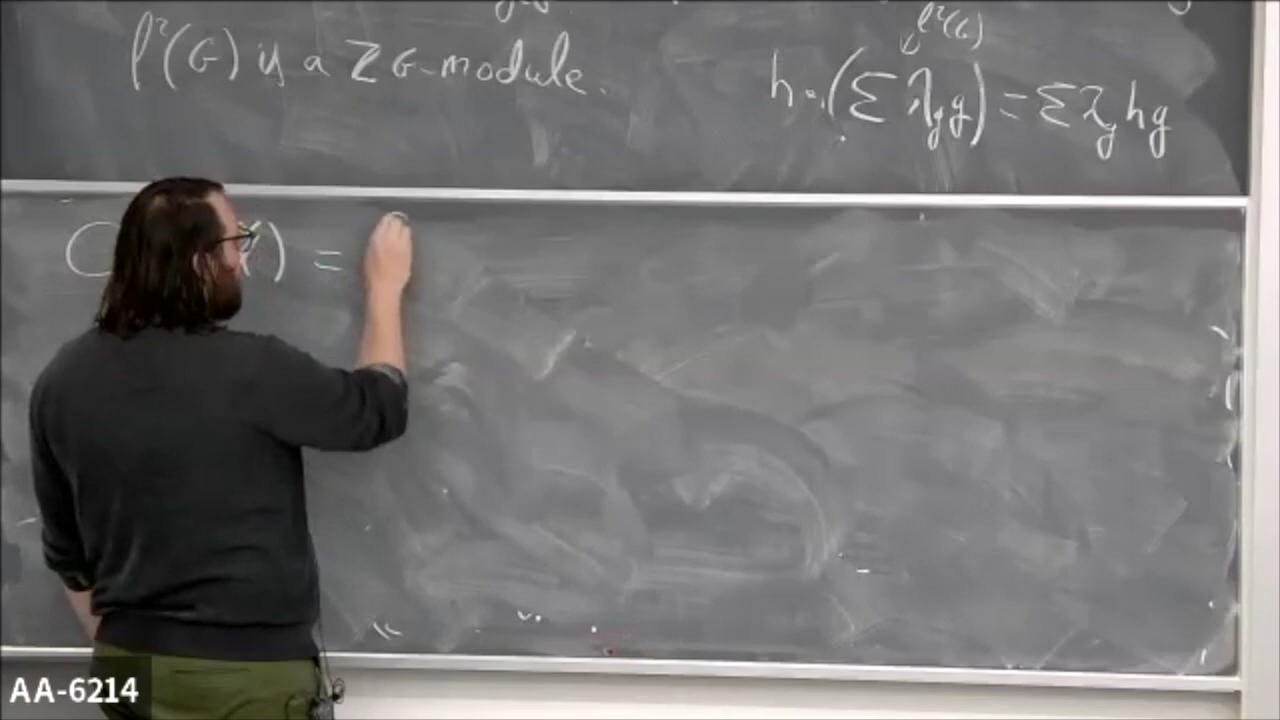 ℓ²(G)
ℓ²(G) is a ZG-module.
h·(Σ λ_g g) = Σ λ_g hg
C X) =
AA-6214